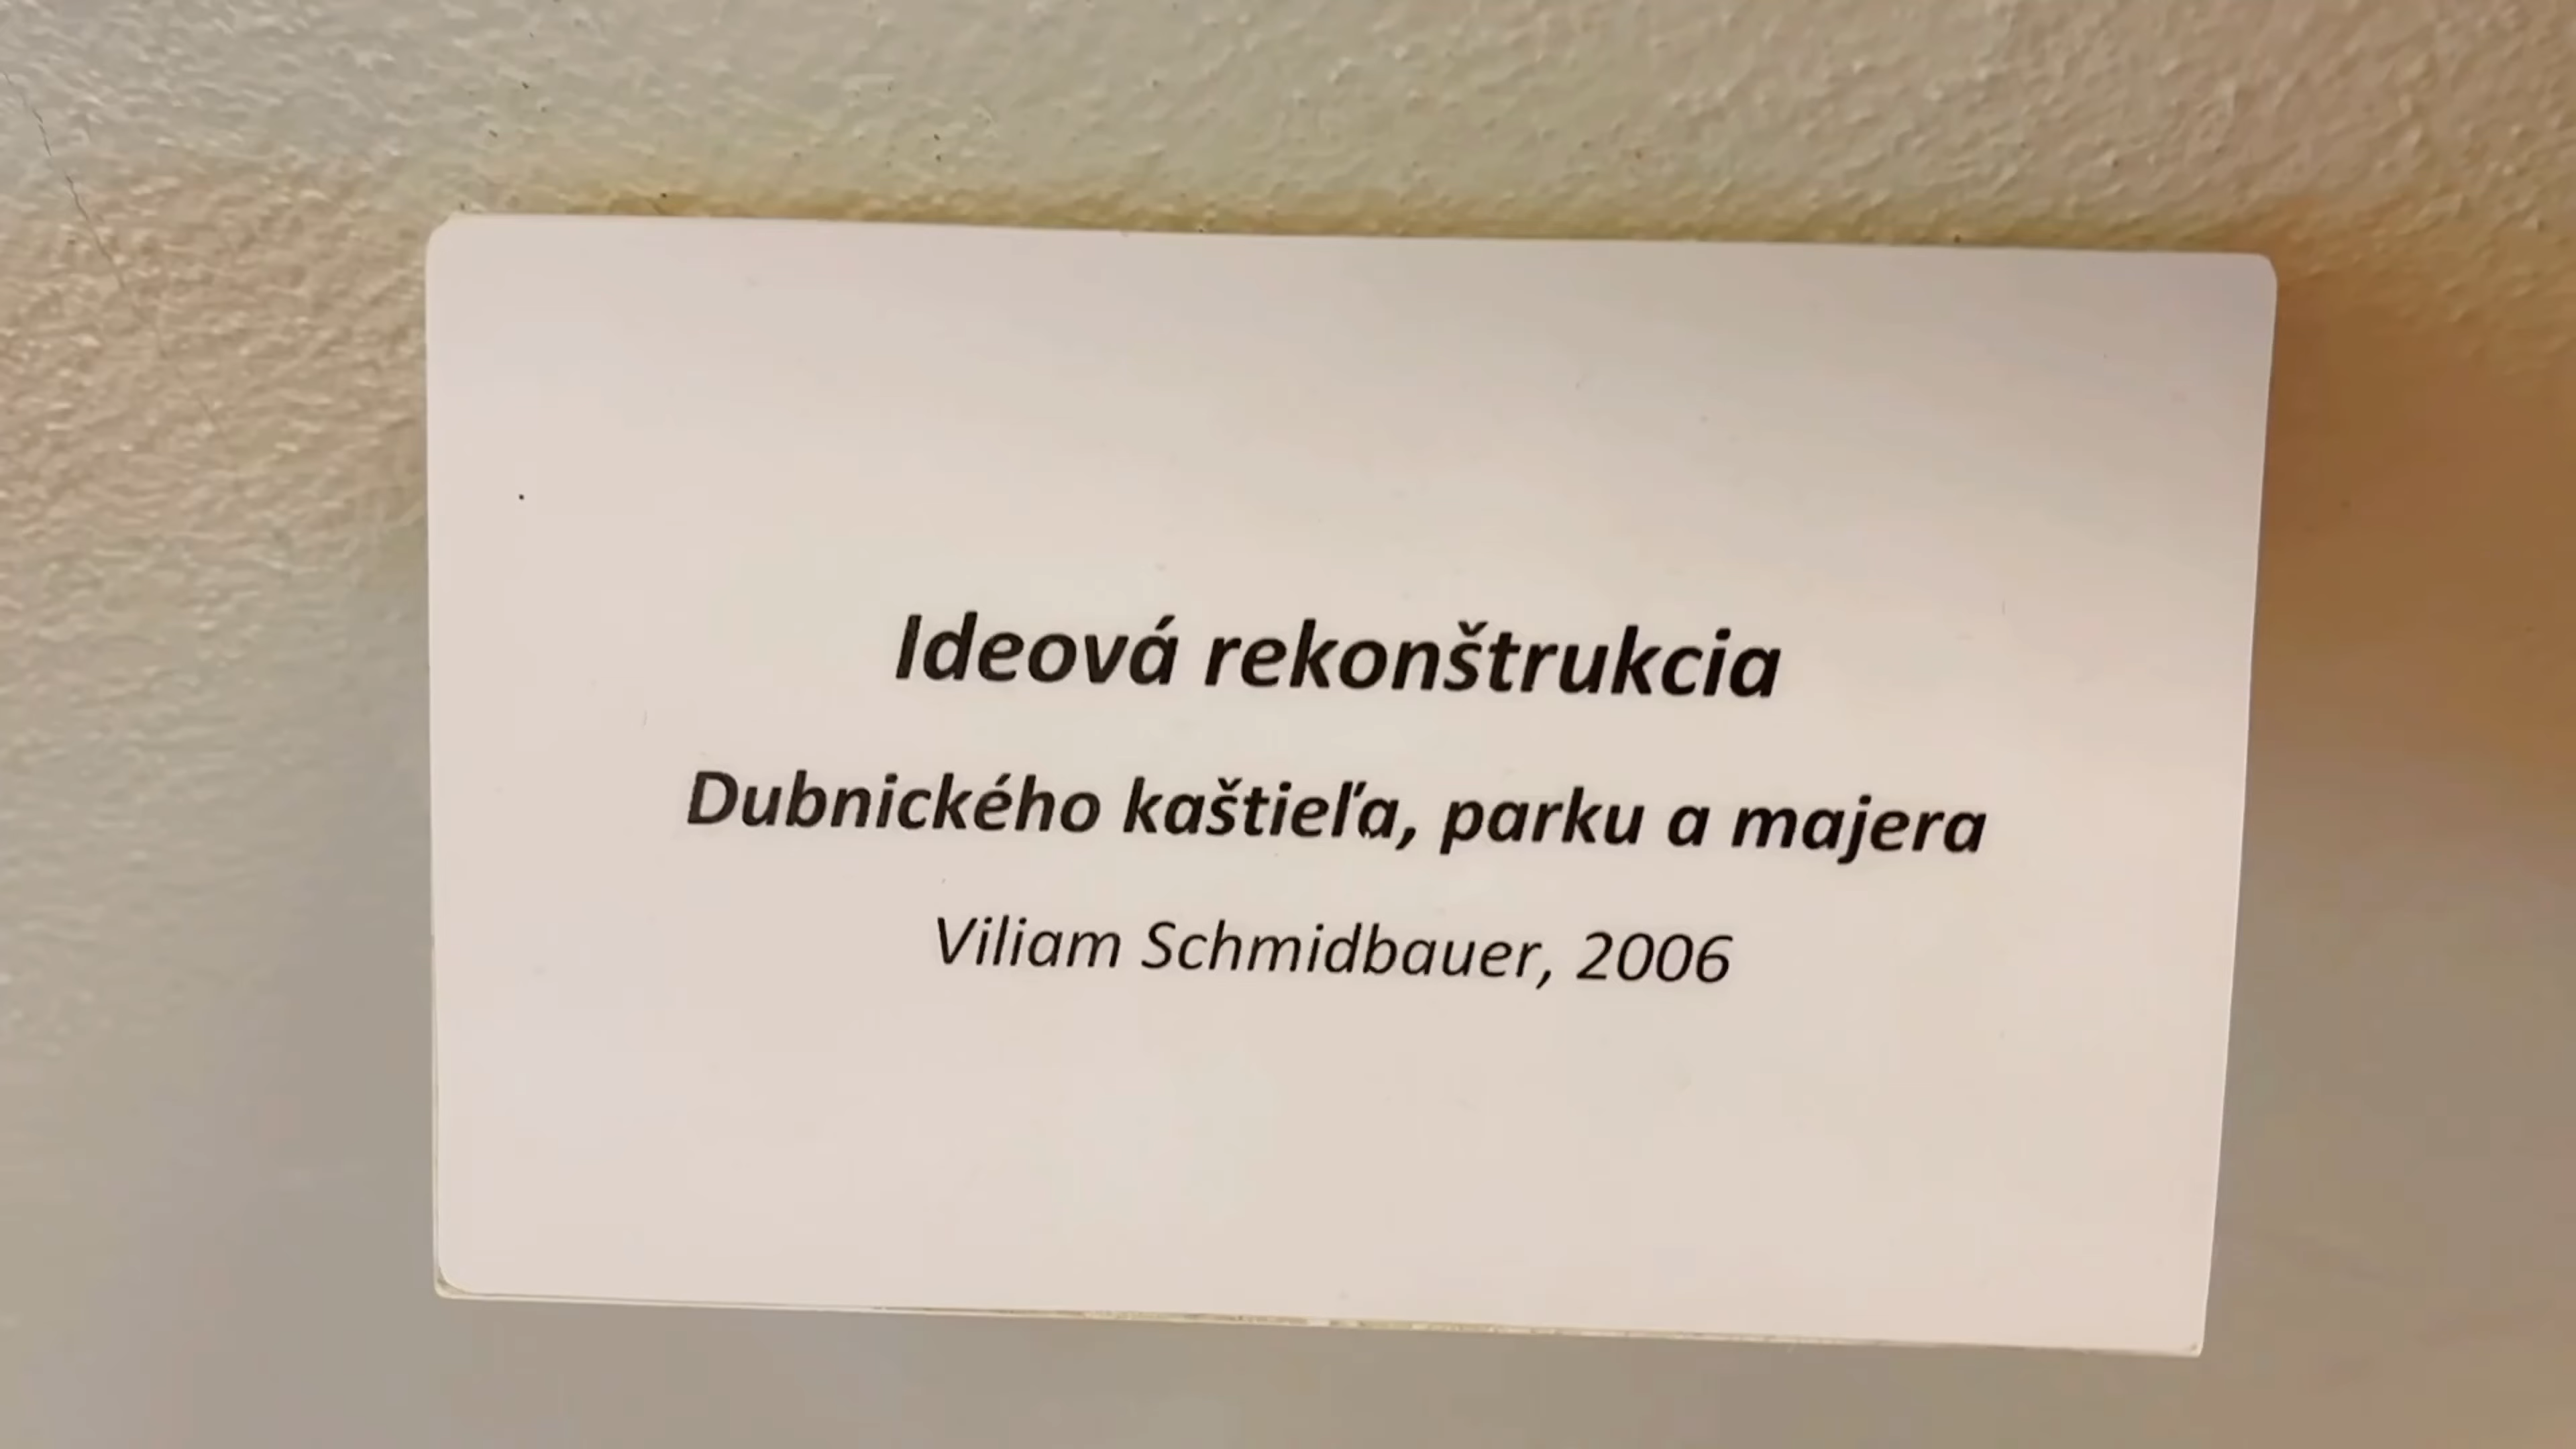 Ideová rekonštrukcia
Dubnického kaštieľa, parku a majera
Viliam Schmidbauer, 2006